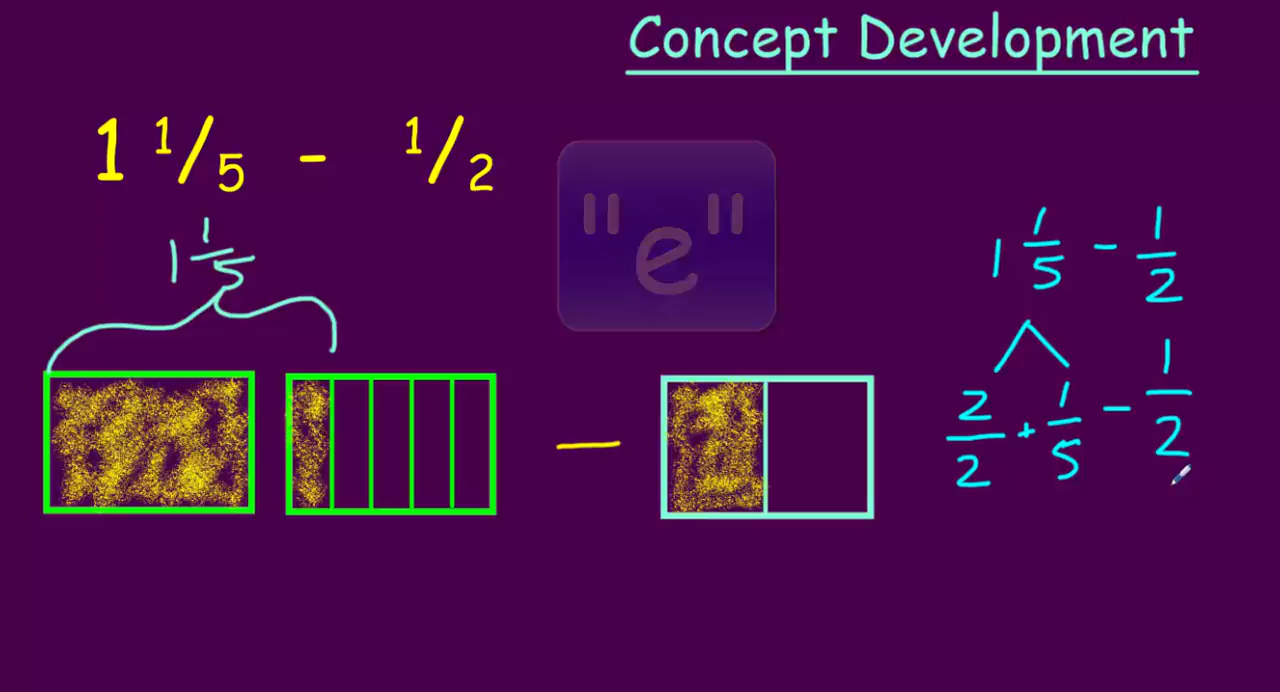 Concept Development
1 1/5 - 1/2
"e"
1 1/5
1 1/5 - 1/2
2/2 + 1/5 - 1/2